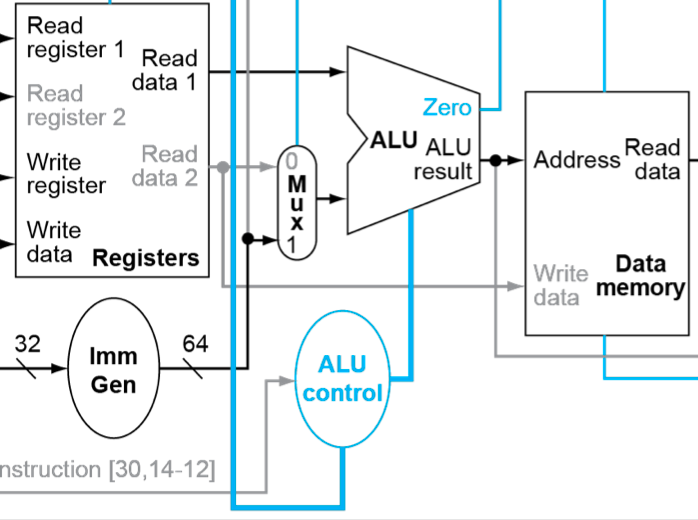 Read
register 1
Read
data 1
Read
register 2
Write
register
Read
data 2
Write
data
Registers
0
M
u
x
1
Zero
ALU
ALU
result
Address
Read
data
Write
data
Data
memory
32
Imm
Gen
64
ALU
control
nstruction [30,14-12]